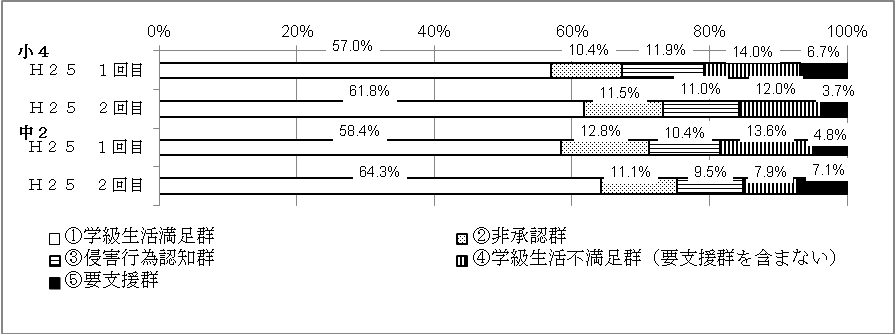 0% 20% 40% 60% 80% 100%
小4
57.0% 10.4% 11.9% 14.0% 6.7%
H25 1回目
61.8% 11.5% 11.0% 12.0% 3.7%
H25 2回目
中2
58.4% 12.8% 10.4% 13.6% 4.8%
H25 1回目
64.3% 11.1% 9.5% 7.9% 7.1%
H25 2回目
①学級生活満足群 ②非承認群
③侵害行為認知群 ④学級生活不満足群（要支援群を含まない）
⑤要支援群